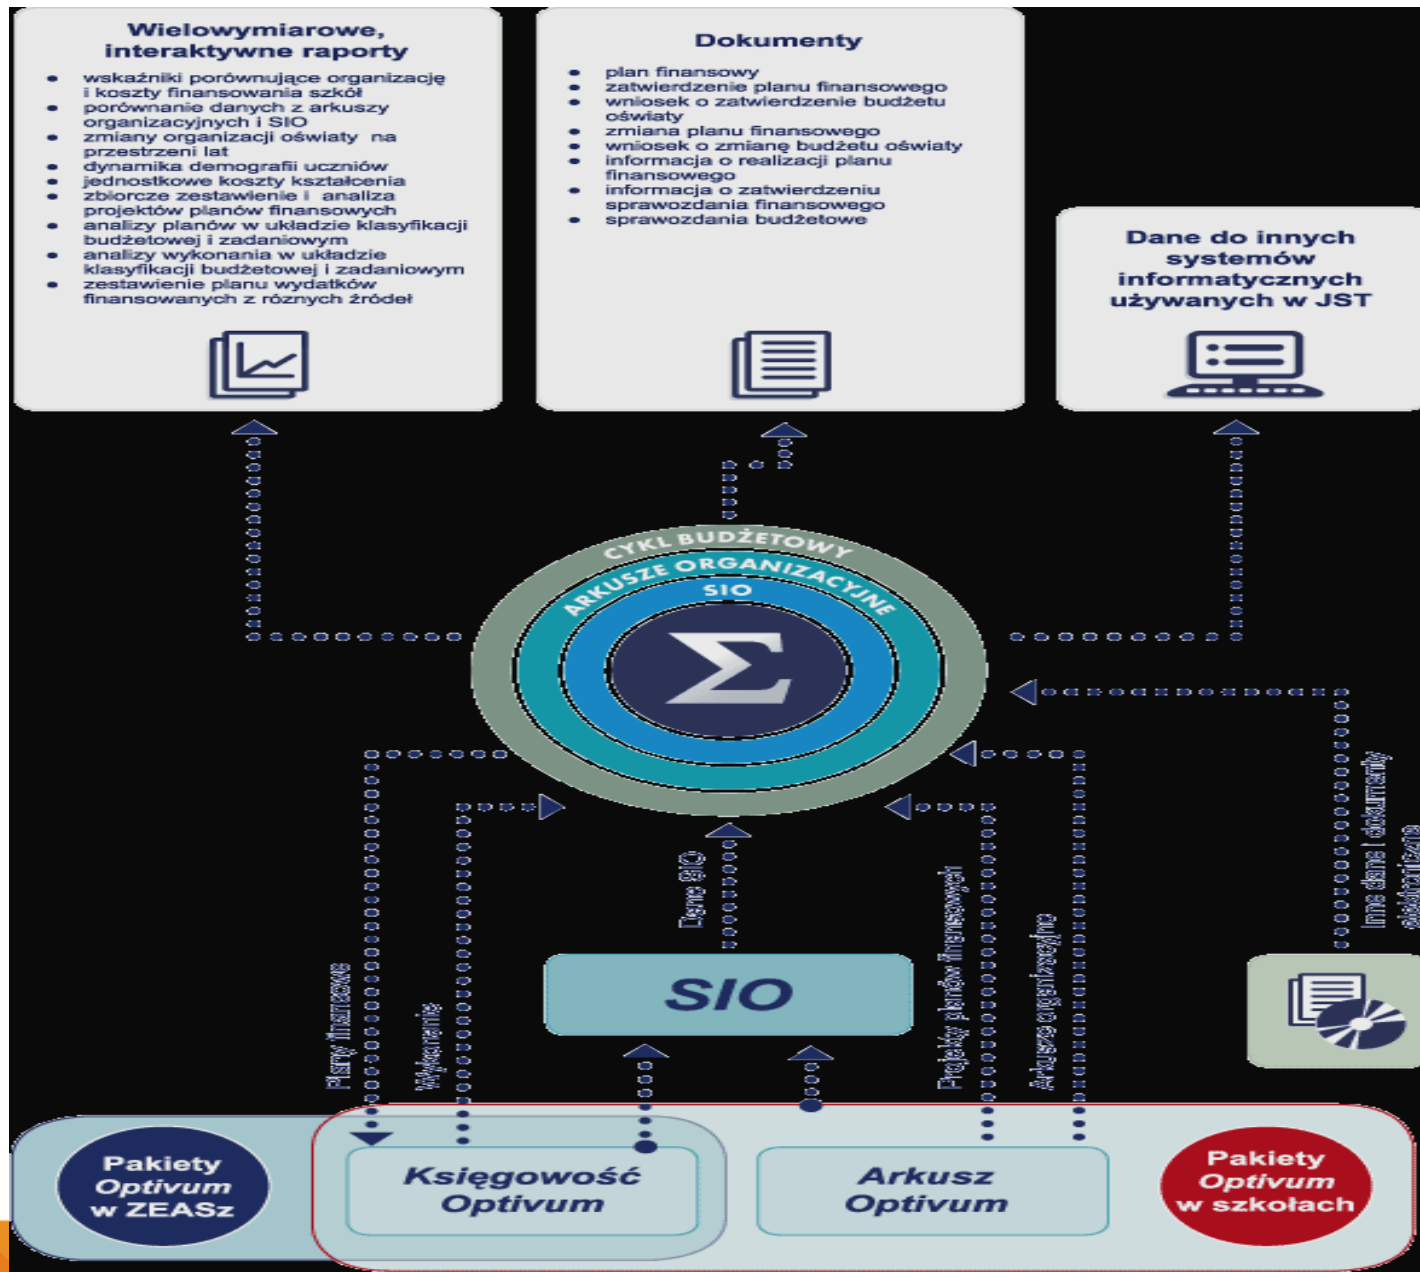 Wielowymiarowe,
interaktywne raporty
• wskaźniki porównujące organizację
i koszty finansowania szkół
• porównanie danych z arkuszy
organizacyjnych i SIO
• zmiany organizacji oświaty na
przestrzeni lat
• dynamika demografii uczniów
• jednostkowe koszty kształcenia
• zbiorcze zestawienie i analiza
projektów planów finansowych
• analizy planów w układzie klasyfikacji
budżetowej i zadaniowym
• analizy wykonania w układzie
klasyfikacji budżetowej i zadaniowym
• zestawienie planu wydatków
finansowanych z róznych źródeł
Dokumenty
• plan finansowy
• zatwierdzenie planu finansowego
• wniosek o zatwierdzenie budżetu
oświaty
• zmiana planu finansowego
• wniosek o zmianę budżetu oświaty
• informacja o realizacji planu
finansowego
• informacja o zatwierdzeniu
sprawozdania finansowego
• sprawozdania budżetowe
Dane do innych
systemów
informatycznych
używanych w JST
CYKL BUDŻETOWY
ARKUSZE ORGANIZACYJNE
SIO
Σ
Plany finansowe
Wykonanie
Dane SIO
Projekty planów finansowych
Arkusze organizacyjne
Inne dane i dokumenty
elektroniczne
SIO
Pakiety
Optivum
w ZEASz
Księgowość
Optivum
Arkusz
Optivum
Pakiety
Optivum
w szkołach